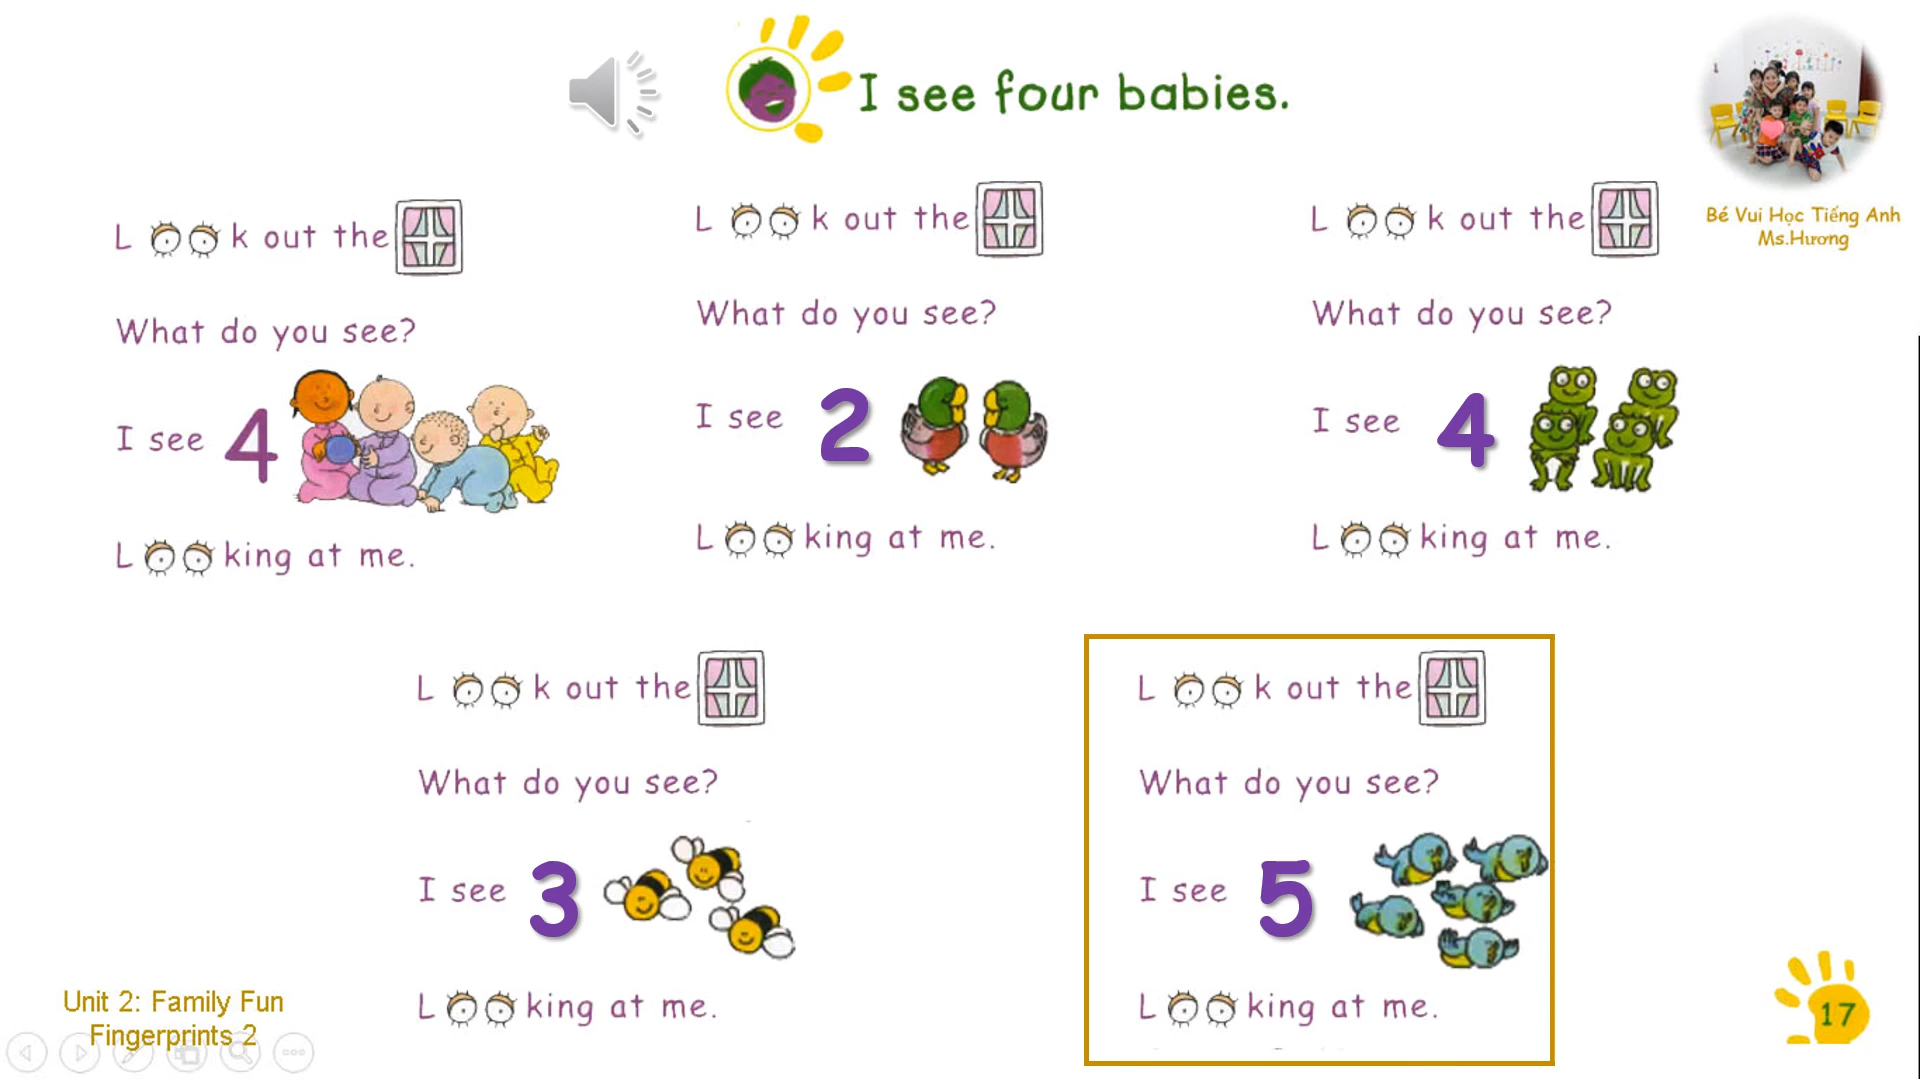 I see four babies.
Bé Vui Học Tiếng Anh
Ms.Hương
Look out the
What do you see?
I see 4
Looking at me.
Look out the
What do you see?
I see 2
Looking at me.
Look out the
What do you see?
I see 4
Looking at me.
Look out the
What do you see?
I see 3
Looking at me.
Look out the
What do you see?
I see 5
Looking at me.
Unit 2: Family Fun
Fingerprints 2
17